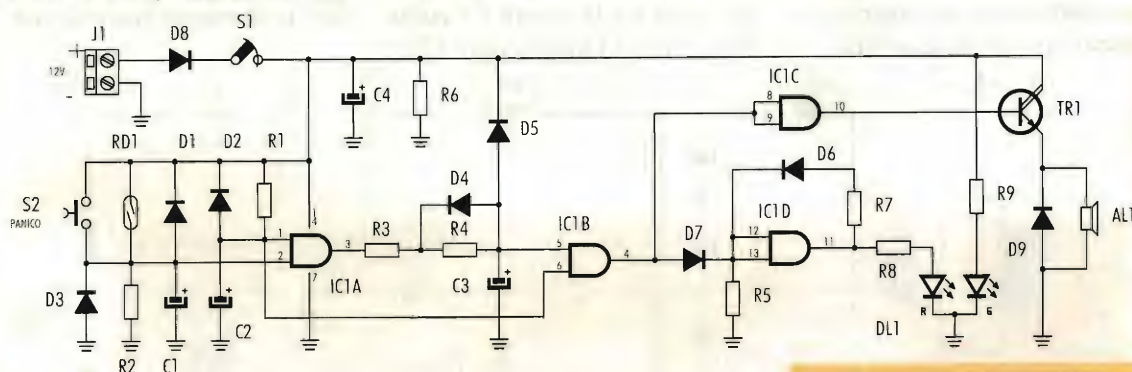 J1
+
12V
-
D8
S1
C4
R6
D5
IC1C
8
9
10
TR1
RD1
D1
D2
R1
S2
PANICO
D3
R2
C1
C2
1
2
4
7
3
IC1A
R3
D4
R4
C3
5
6
IC1B
4
D7
R5
D6
IC1D
12
13
11
R7
R8
R9
R
G
DL1
D9
AL1
+
+
+
+